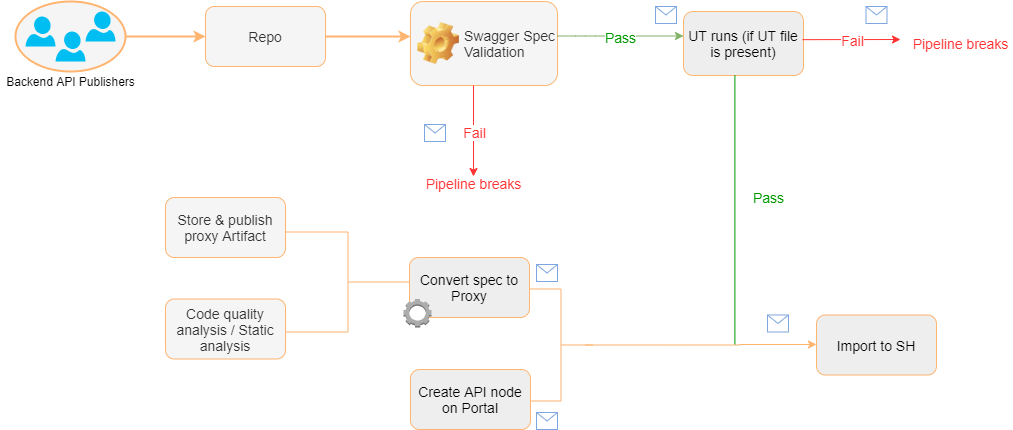 Backend API Publishers
Repo
Swagger Spec
Validation
Pass
UT runs (if UT file
is present)
Fail
Pipeline breaks
Fail
Pipeline breaks
Pass
Store & publish
proxy Artifact
Convert spec to
Proxy
Code quality
analysis / Static
analysis
Import to SH
Create API node
on Portal